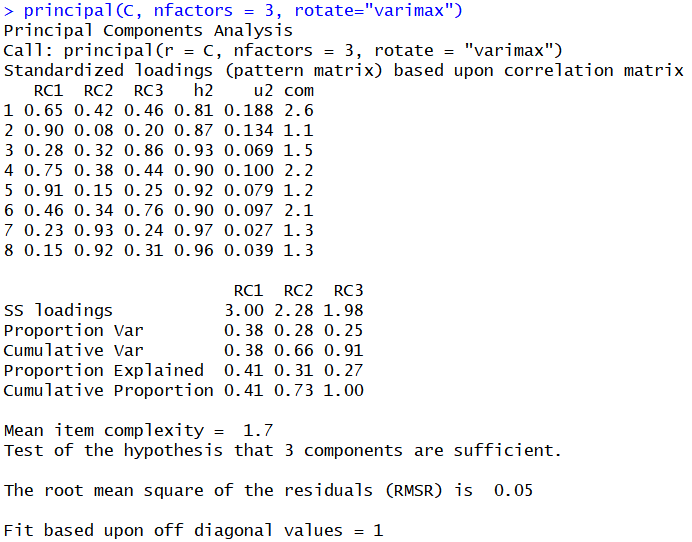 > principal(C, nfactors = 3, rotate="varimax")
Principal Components Analysis
Call: principal(r = C, nfactors = 3, rotate = "varimax")
Standardized loadings (pattern matrix) based upon correlation matrix
   RC1  RC2  RC3   h2    u2 com
1 0.65 0.42 0.46 0.81 0.188 2.6
2 0.90 0.08 0.20 0.87 0.134 1.1
3 0.28 0.32 0.86 0.93 0.069 1.5
4 0.75 0.38 0.44 0.90 0.100 2.2
5 0.91 0.15 0.25 0.92 0.079 1.2
6 0.46 0.34 0.76 0.90 0.097 2.1
7 0.23 0.93 0.24 0.97 0.027 1.3
8 0.15 0.92 0.31 0.96 0.039 1.3
                       RC1  RC2  RC3
SS loadings           3.00 2.28 1.98
Proportion Var        0.38 0.28 0.25
Cumulative Var        0.38 0.66 0.91
Proportion Explained  0.41 0.31 0.27
Cumulative Proportion 0.41 0.73 1.00
Mean item complexity =  1.7
Test of the hypothesis that 3 components are sufficient.
The root mean square of the residuals (RMSR) is  0.05
Fit based upon off diagonal values = 1